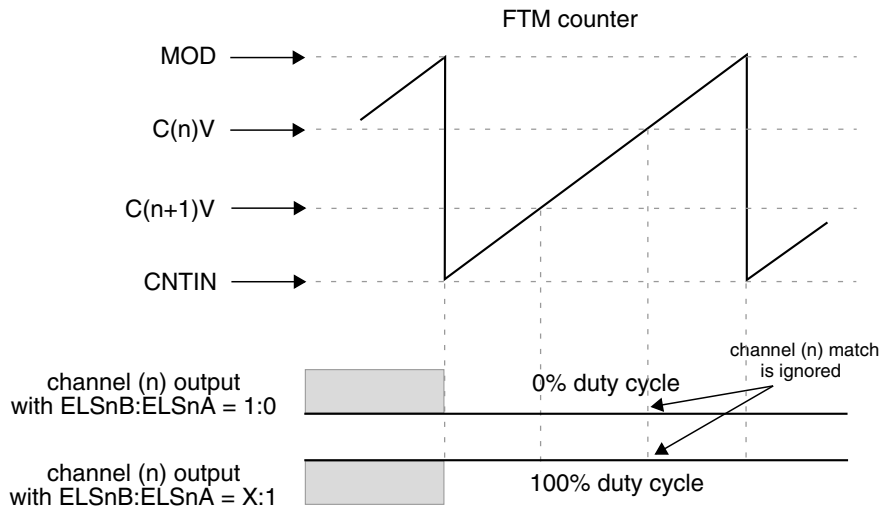 FTM counter
MOD
C(n)V
C(n+1)V
CNTIN
channel (n) match
is ignored
channel (n) output
with ELSnB:ELSnA = 1:0
0% duty cycle
channel (n) output
with ELSnB:ELSnA = X:1
100% duty cycle